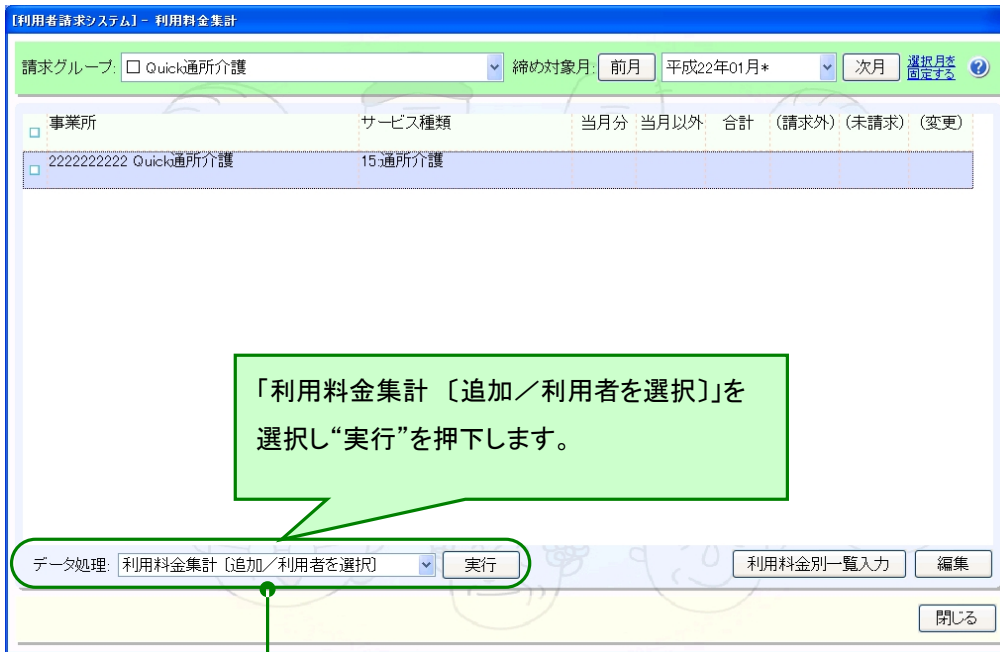 [利用者請求システム] - 利用料金集計
請求グループ: □ Quick通所介護 締め対象月: 前月 平成22年01月* 次月 選択月を固定する ?
事業所 サービス種類 当月分 当月以外 合計 (請求外) (未請求) (変更)
2222222222 Quick通所介護 15:通所介護
「利用料金集計 〔追加／利用者を選択〕」を
選択し“実行”を押下します。
データ処理: 利用料金集計〔追加／利用者を選択〕 実行 利用料金別一覧入力 編集
閉じる